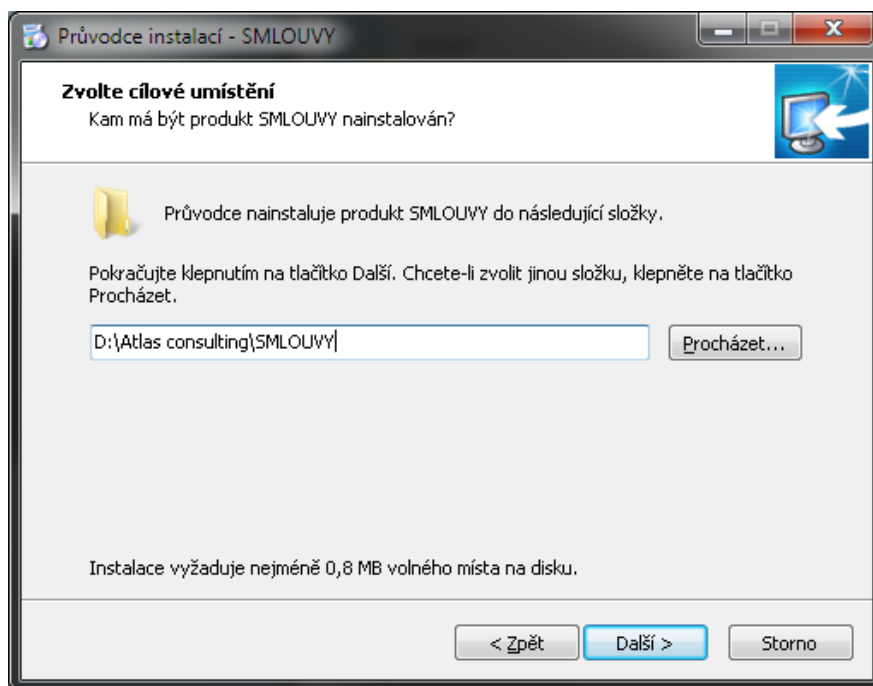 Průvodce instalací - SMLOUVY
Zvolte cílové umístění
Kam má být produkt SMLOUVY nainstalován?
Průvodce nainstaluje produkt SMLOUVY do následující složky.
Pokračujte klepnutím na tlačítko Další. Chcete-li zvolit jinou složku, klepněte na tlačítko
Procházet.
D:\Atlas consulting\SMLOUVY
Procházet...
Instalace vyžaduje nejméně 0,8 MB volného místa na disku.
< Zpět
Další >
Storno